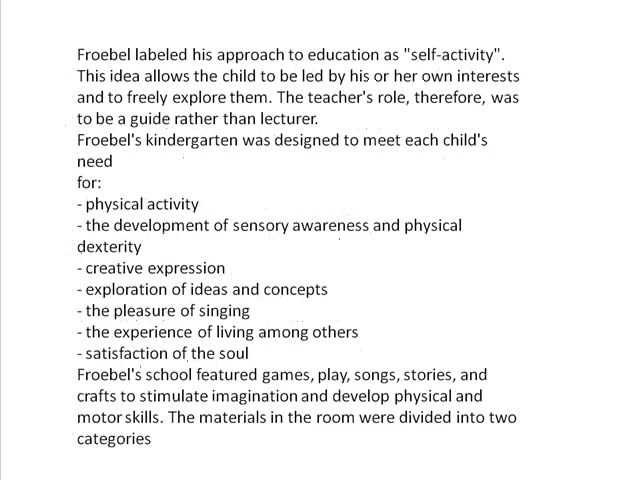 Froebel labeled his approach to education as "self-activity".
This idea allows the child to be led by his or her own interests
and to freely explore them. The teacher's role, therefore, was
to be a guide rather than lecturer.
Froebel's kindergarten was designed to meet each child's
need
for:
- physical activity
- the development of sensory awareness and physical
dexterity
- creative expression
- exploration of ideas and concepts
- the pleasure of singing
- the experience of living among others
- satisfaction of the soul
Froebel's school featured games, play, songs, stories, and
crafts to stimulate imagination and develop physical and
motor skills. The materials in the room were divided into two
categories